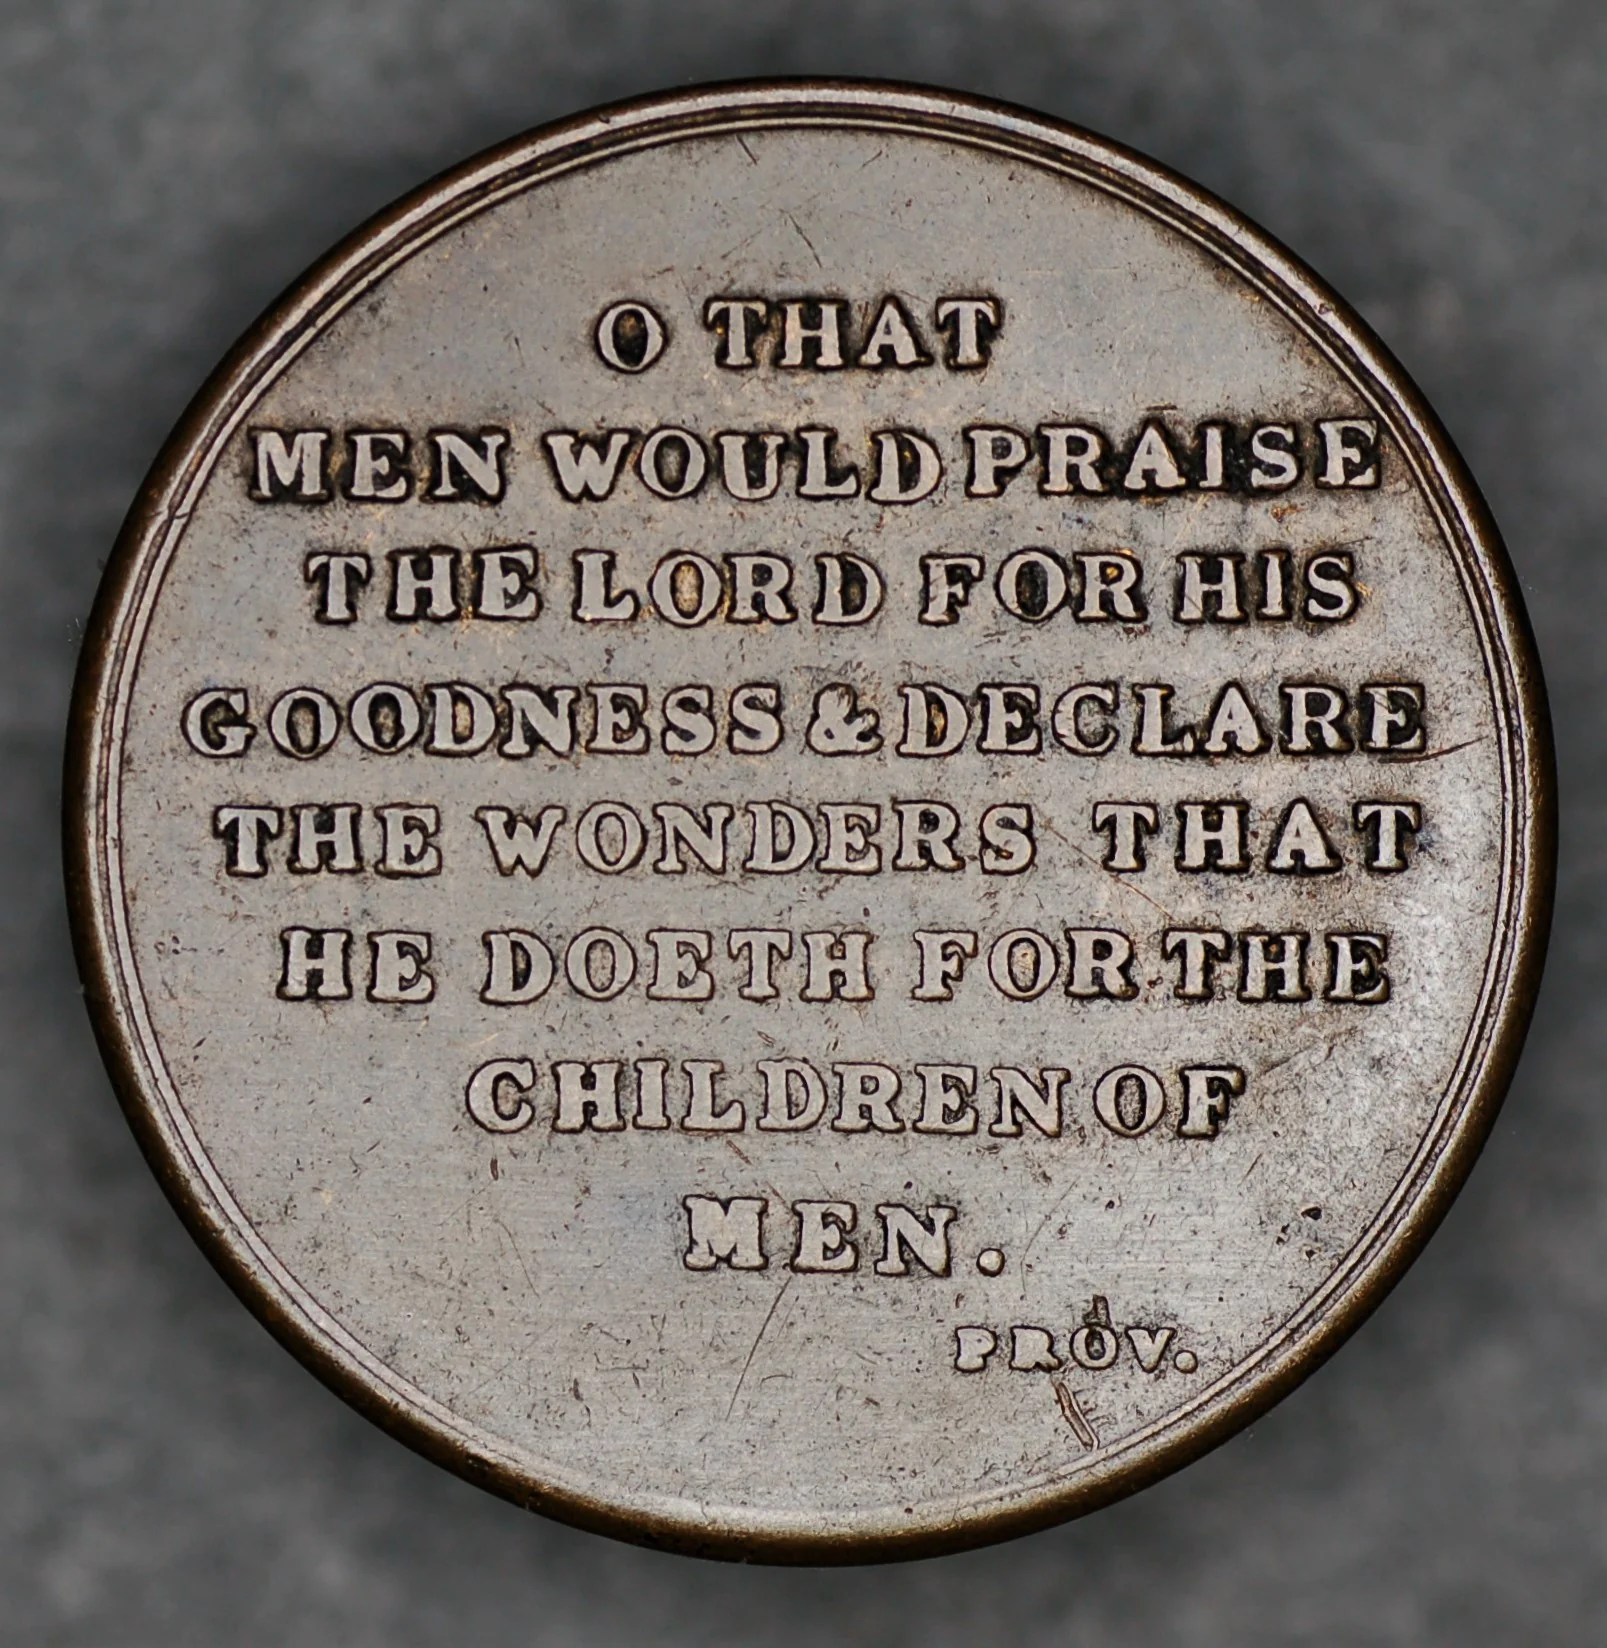 O THAT
MEN WOULD PRAISE
THE LORD FOR HIS
GOODNESS & DECLARE
THE WONDERS THAT
HE DOETH FOR THE
CHILDREN OF
MEN.
PROV.